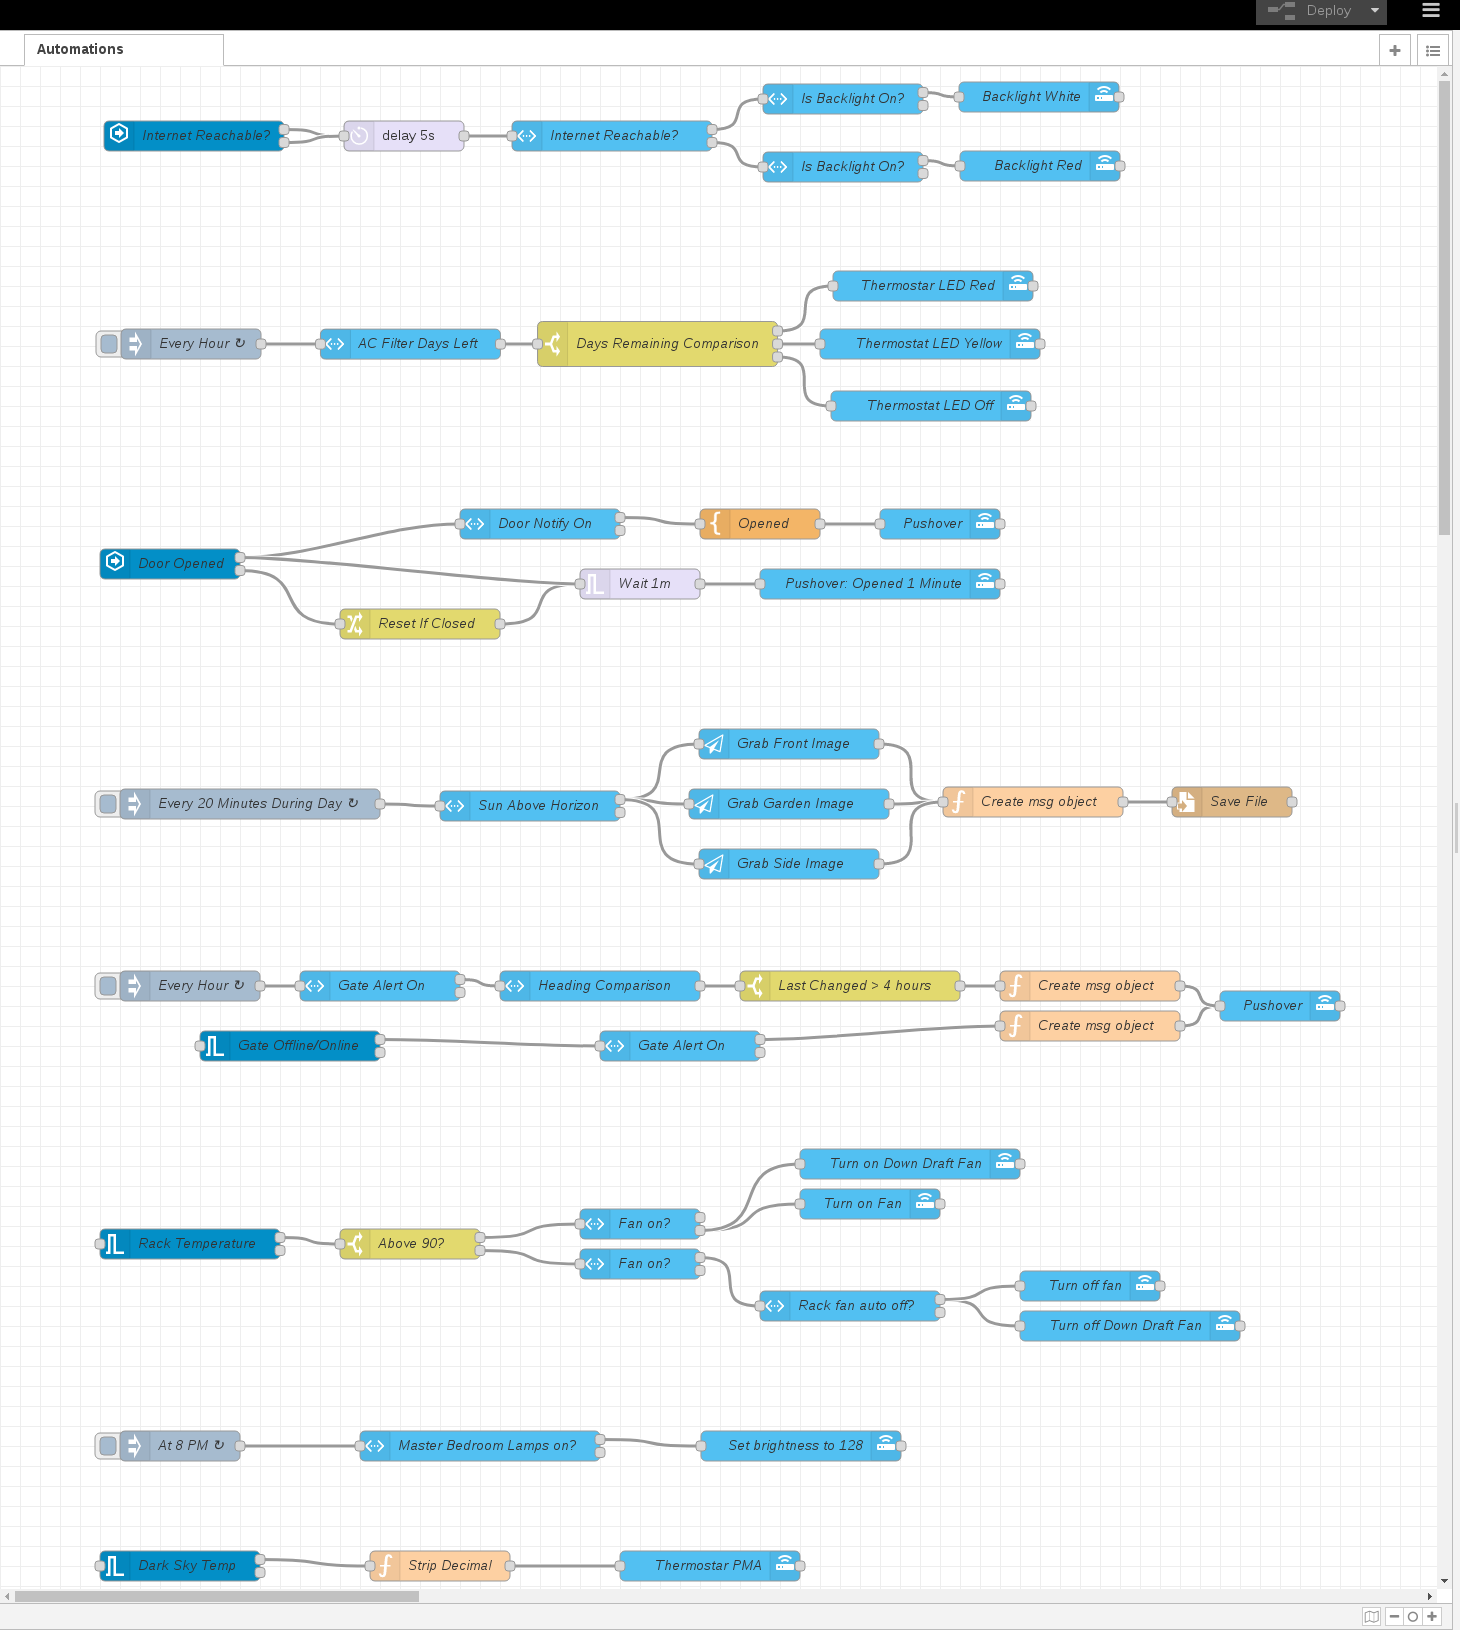 Deploy
Automations
Is Backlight On?
Backlight White
Internet Reachable?
delay 5s
Internet Reachable?
Is Backlight On?
Backlight Red
Thermostar LED Red
Every Hour ↻
AC Filter Days Left
Days Remaining Comparison
Thermostat LED Yellow
Thermostat LED Off
Door Notify On
Opened
Pushover
Door Opened
Wait 1m
Pushover: Opened 1 Minute
Reset If Closed
Grab Front Image
Every 20 Minutes During Day ↻
Sun Above Horizon
Grab Garden Image
Create msg object
Save File
Grab Side Image
Every Hour ↻
Gate Alert On
Heading Comparison
Last Changed > 4 hours
Create msg object
Pushover
Create msg object
Gate Offline/Online
Gate Alert On
Turn on Down Draft Fan
Turn on Fan
Fan on?
Rack Temperature
Above 90?
Fan on?
Turn off fan
Rack fan auto off?
Turn off Down Draft Fan
At 8 PM ↻
Master Bedroom Lamps on?
Set brightness to 128
Dark Sky Temp
Strip Decimal
Thermostar PMA